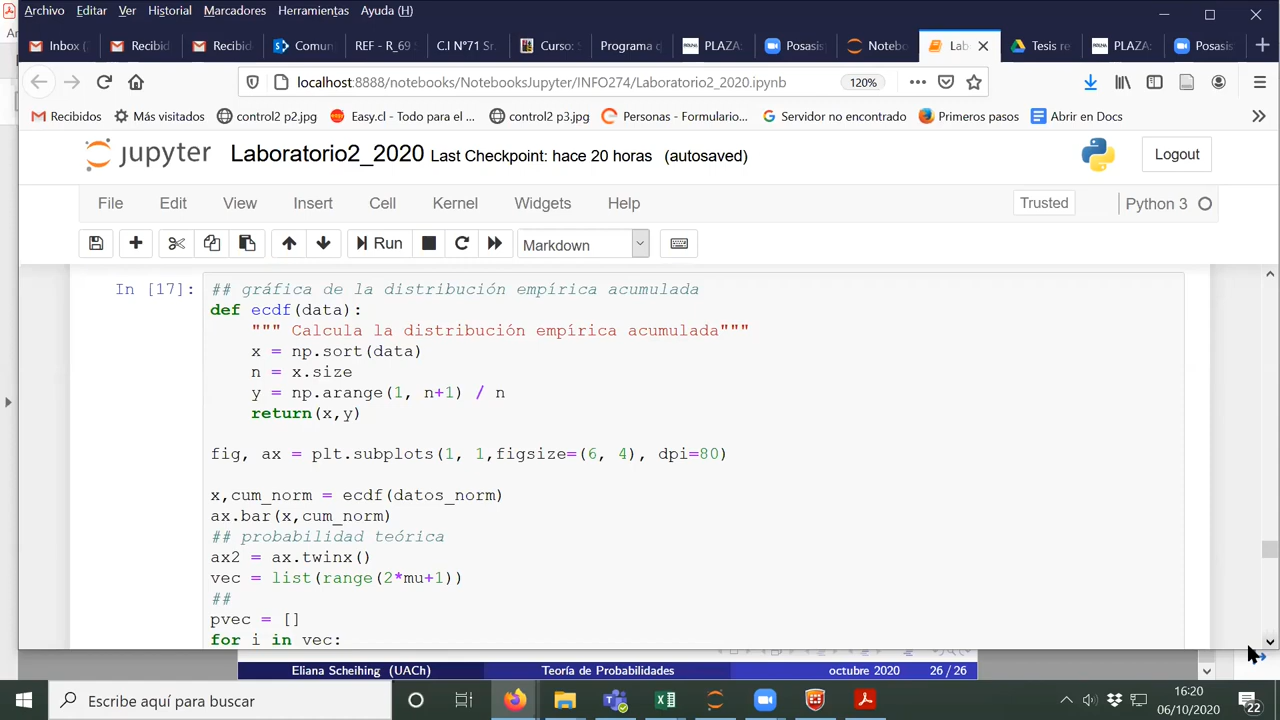 Archivo Editar Ver Historial Marcadores Herramientas Ayuda (H)
Inbox ( Recibid Recibid Comun REF - R_69 S C.I N°71 Sr. Curso: Programa c PLAZA: Posasis Notebo Lab Tesis re PLAZA: Posasis
localhost:8888/notebooks/NotebooksJupyter/INFO274/Laboratorio2_2020.ipynb 120%
Recibidos Más visitados control2 p2.jpg Easy.cl - Todo para el ... control2 p3.jpg Personas - Formulario... Servidor no encontrado Primeros pasos Abrir en Docs
jupyter Laboratorio2_2020 Last Checkpoint: hace 20 horas (autosaved) Logout
File Edit View Insert Cell Kernel Widgets Help Trusted Python 3
Run Markdown
In [17]: ## gráfica de la distribución empírica acumulada
def ecdf(data):
""" Calcula la distribución empírica acumulada"""
x = np.sort(data)
n = x.size
y = np.arange(1, n+1) / n
return(x,y)
fig, ax = plt.subplots(1, 1,figsize=(6, 4), dpi=80)
x,cum_norm = ecdf(datos_norm)
ax.bar(x,cum_norm)
## probabilidad teórica
ax2 = ax.twinx()
vec = list(range(2*mu+1))
##
pvec = []
for i in vec:
Eliana Scheihing (UACh) Teoría de Probabilidades octubre 2020 26 / 26
Escribe aquí para buscar
16:20
06/10/2020
22